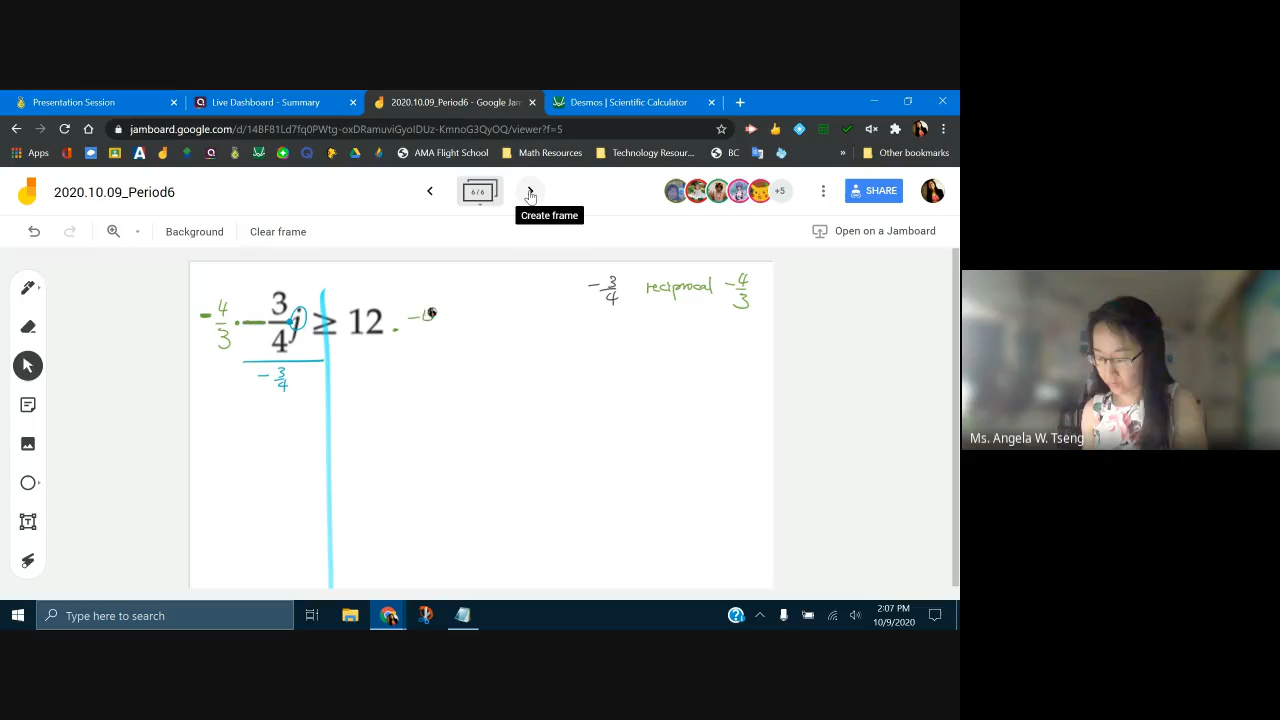 Presentation Session
Live Dashboard - Summary
2020.10.09_Period6 - Google Jam
Desmos | Scientific Calculator
jamboard.google.com/d/14BF81Ld7fq0PWtg-oxDRamuviGyoIDUz-KmnoG3QyOQ/viewer?f=5
Apps
AMA Flight School
Math Resources
Technology Resour...
BC
»
Other bookmarks
2020.10.09_Period6
6/6
Create frame
+5
SHARE
Background
Clear frame
Open on a Jamboard
-3/4 reciprocal -4/3
-4/3 · -3/4 j ≥ 12 ·
-3/4
Ms. Angela W. Tseng
Type here to search
2:07 PM
10/9/2020